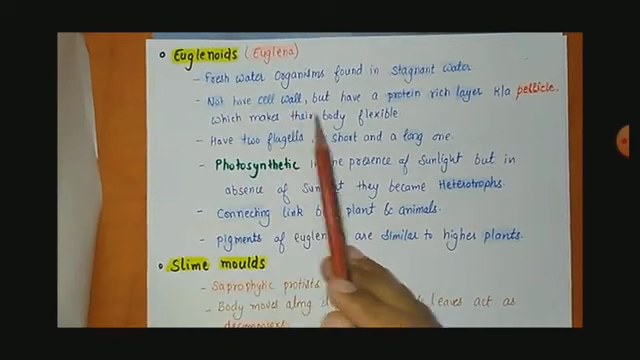 Euglenoids (Euglena)
- Fresh water Organisms found in stagnant water
- Not have cell wall, but have a protein rich layer k/a pellicle.
which makes their body flexible
- Have two flagella, short and a long one.
- Photosynthetic in the presence of Sunlight but in
absence of they became Heterotrophs.
- Connecting link plant & animals.
- Pigments of are similar to higher plants.
Slime moulds
- Saprophytic protists
- Body moves along leaves act as
decomposers